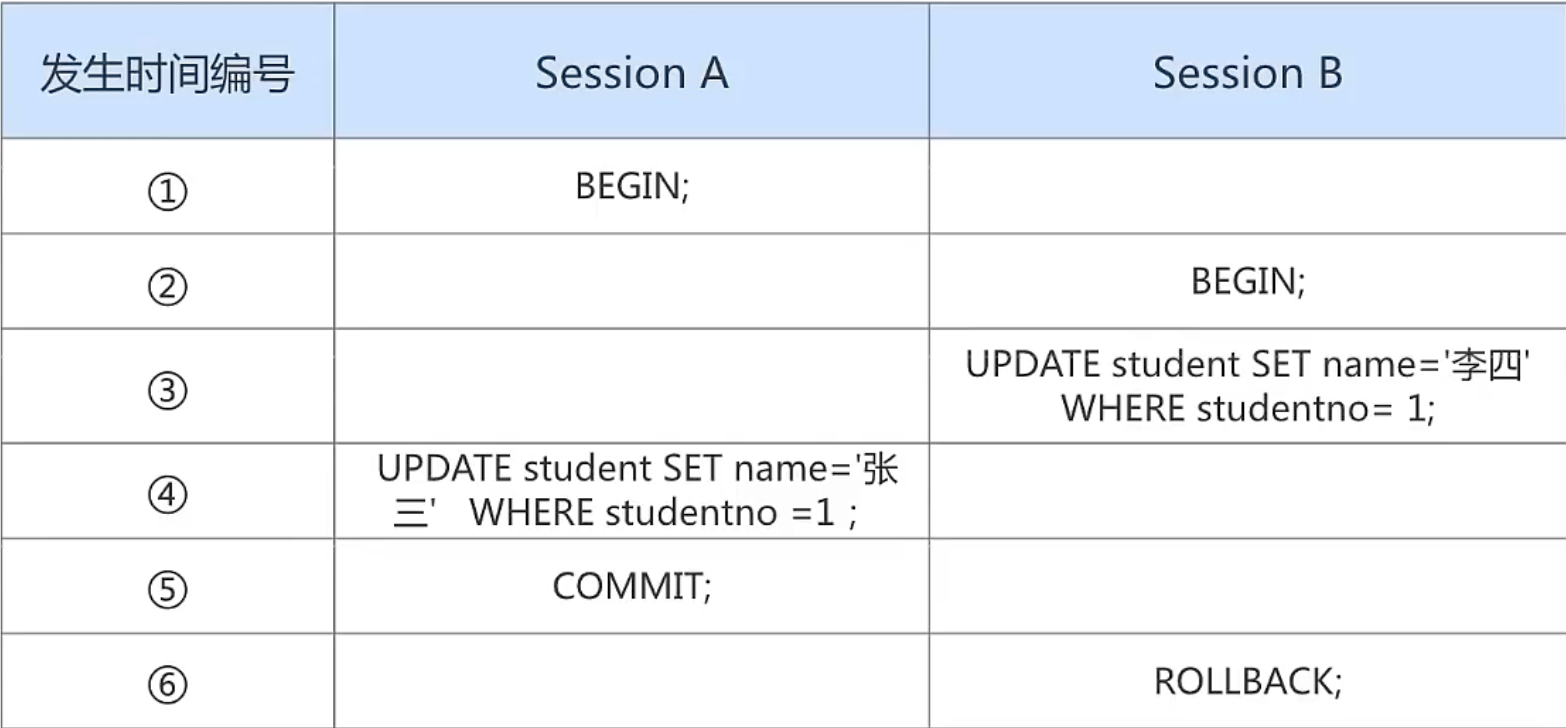 发生时间编号 Session A Session B
① BEGIN;
② BEGIN;
③ UPDATE student SET name='李四'
WHERE studentno= 1;
④ UPDATE student SET name='张
三' WHERE studentno =1 ;
⑤ COMMIT;
⑥ ROLLBACK;